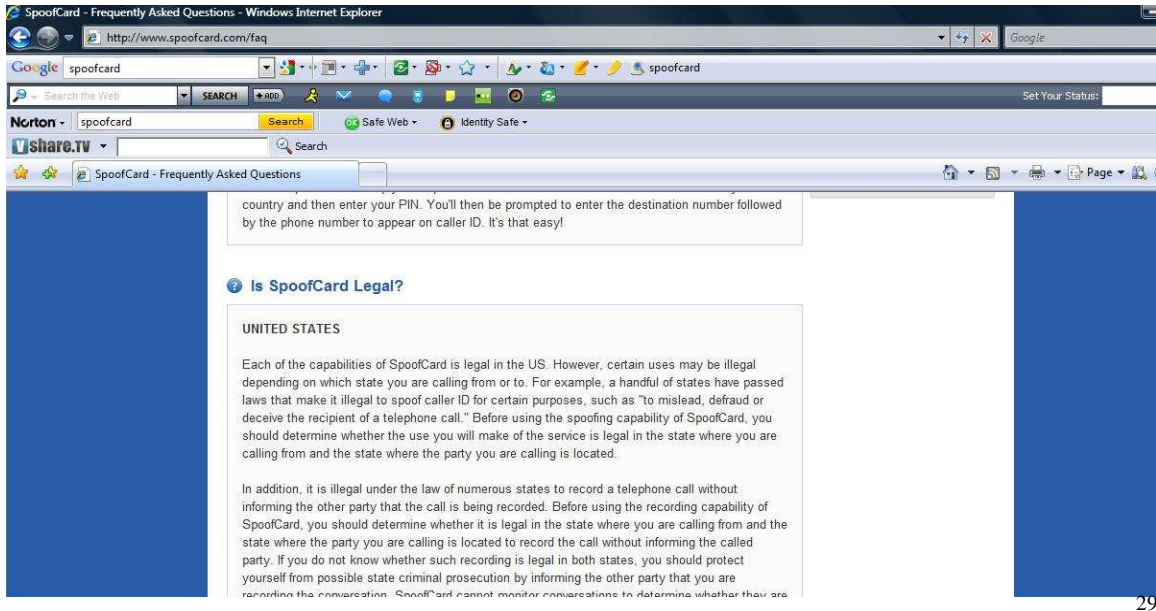 SpoofCard - Frequently Asked Questions - Windows Internet Explorer
http://www.spoofcard.com/faq
Google
Google spoofcard
spoofcard
Search the Web SEARCH +ADD
Set Your Status:
Norton - spoofcard Search Safe Web - Identity Safe -
Vshare.TV Search
SpoofCard - Frequently Asked Questions
Page
country and then enter your PIN. You'll then be prompted to enter the destination number followed
by the phone number to appear on caller ID. It's that easy!
Is SpoofCard Legal?
UNITED STATES
Each of the capabilities of SpoofCard is legal in the US. However, certain uses may be illegal
depending on which state you are calling from or to. For example, a handful of states have passed
laws that make it illegal to spoof caller ID for certain purposes, such as "to mislead, defraud or
deceive the recipient of a telephone call." Before using the spoofing capability of SpoofCard, you
should determine whether the use you will make of the service is legal in the state where you are
calling from and the state where the party you are calling is located.
In addition, it is illegal under the law of numerous states to record a telephone call without
informing the other party that the call is being recorded. Before using the recording capability of
SpoofCard, you should determine whether it is legal in the state where you are calling from and the
state where the party you are calling is located to record the call without informing the called
party. If you do not know whether such recording is legal in both states, you should protect
yourself from possible state criminal prosecution by informing the other party that you are
recording the conversation. SpoofCard cannot monitor conversations to determine whether they are
29